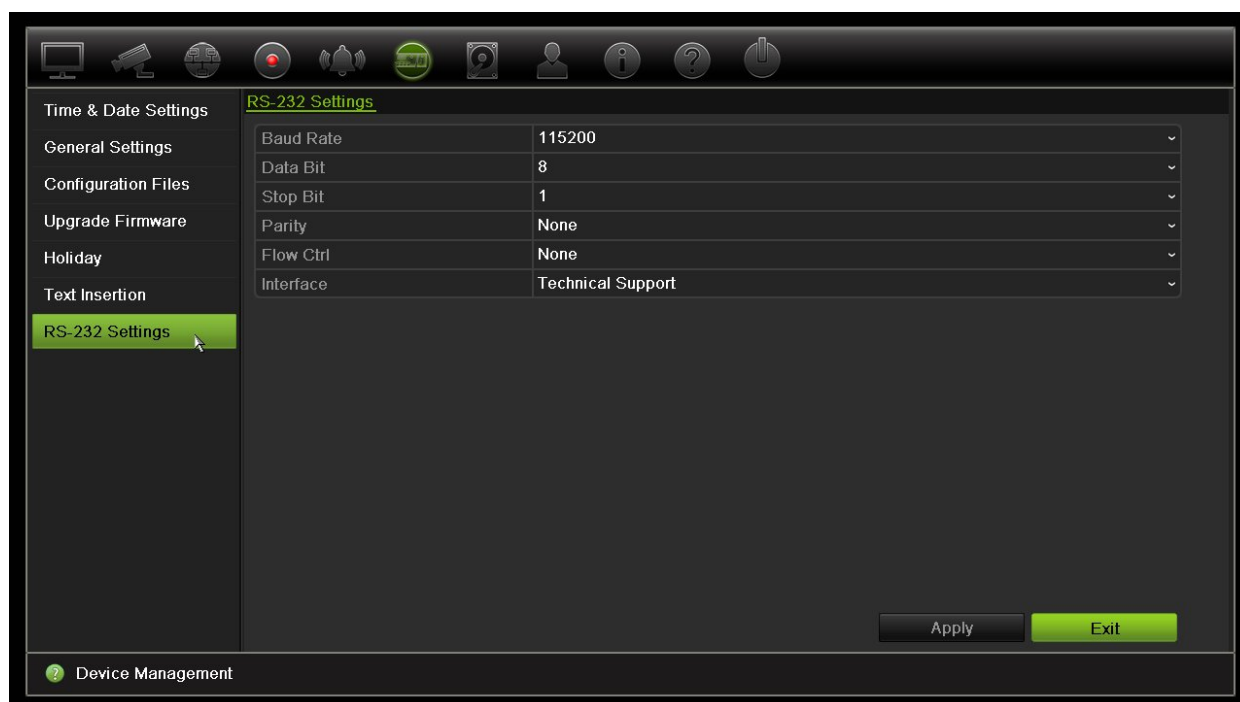 Time & Date Settings
General Settings
Configuration Files
Upgrade Firmware
Holiday
Text Insertion
RS-232 Settings
RS-232 Settings
Baud Rate 115200
Data Bit 8
Stop Bit 1
Parity None
Flow Ctrl None
Interface Technical Support
Apply Exit
Device Management